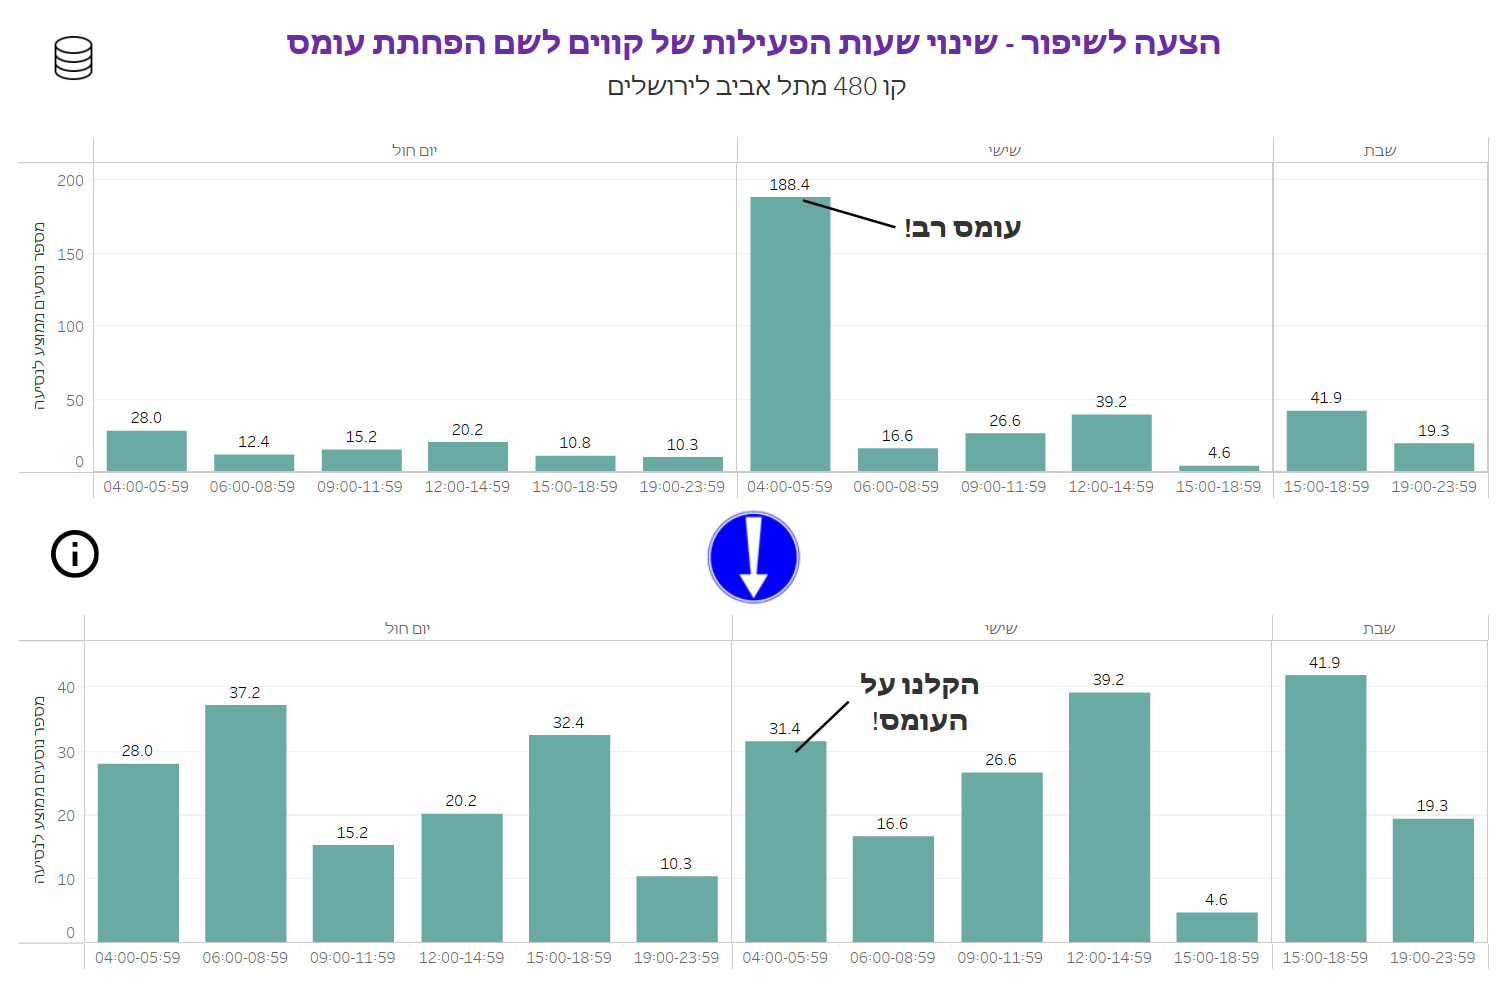 הצעה לשיפור - שינוי שעות הפעילות של קווים לשם הפחתת עומס
קו 480 מתל אביב לירושלים
יום חול
שישי
שבת
מספר נוסעים ממוצע לנסיעה
200
150
100
50
0
28.0
12.4
15.2
20.2
10.8
10.3
188.4
16.6
26.6
39.2
4.6
41.9
19.3
עומס רב!
04:00-05:59 06:00-08:59 09:00-11:59 12:00-14:59 15:00-18:59 19:00-23:59 04:00-05:59 06:00-08:59 09:00-11:59 12:00-14:59 15:00-18:59 15:00-18:59 19:00-23:59
יום חול
שישי
שבת
מספר נוסעים ממוצע לנסיעה
40
30
20
10
0
28.0
37.2
15.2
20.2
32.4
10.3
31.4
16.6
26.6
39.2
4.6
41.9
19.3
הקלנו על
העומס!
04:00-05:59 06:00-08:59 09:00-11:59 12:00-14:59 15:00-18:59 19:00-23:59 04:00-05:59 06:00-08:59 09:00-11:59 12:00-14:59 15:00-18:59 15:00-18:59 19:00-23:59